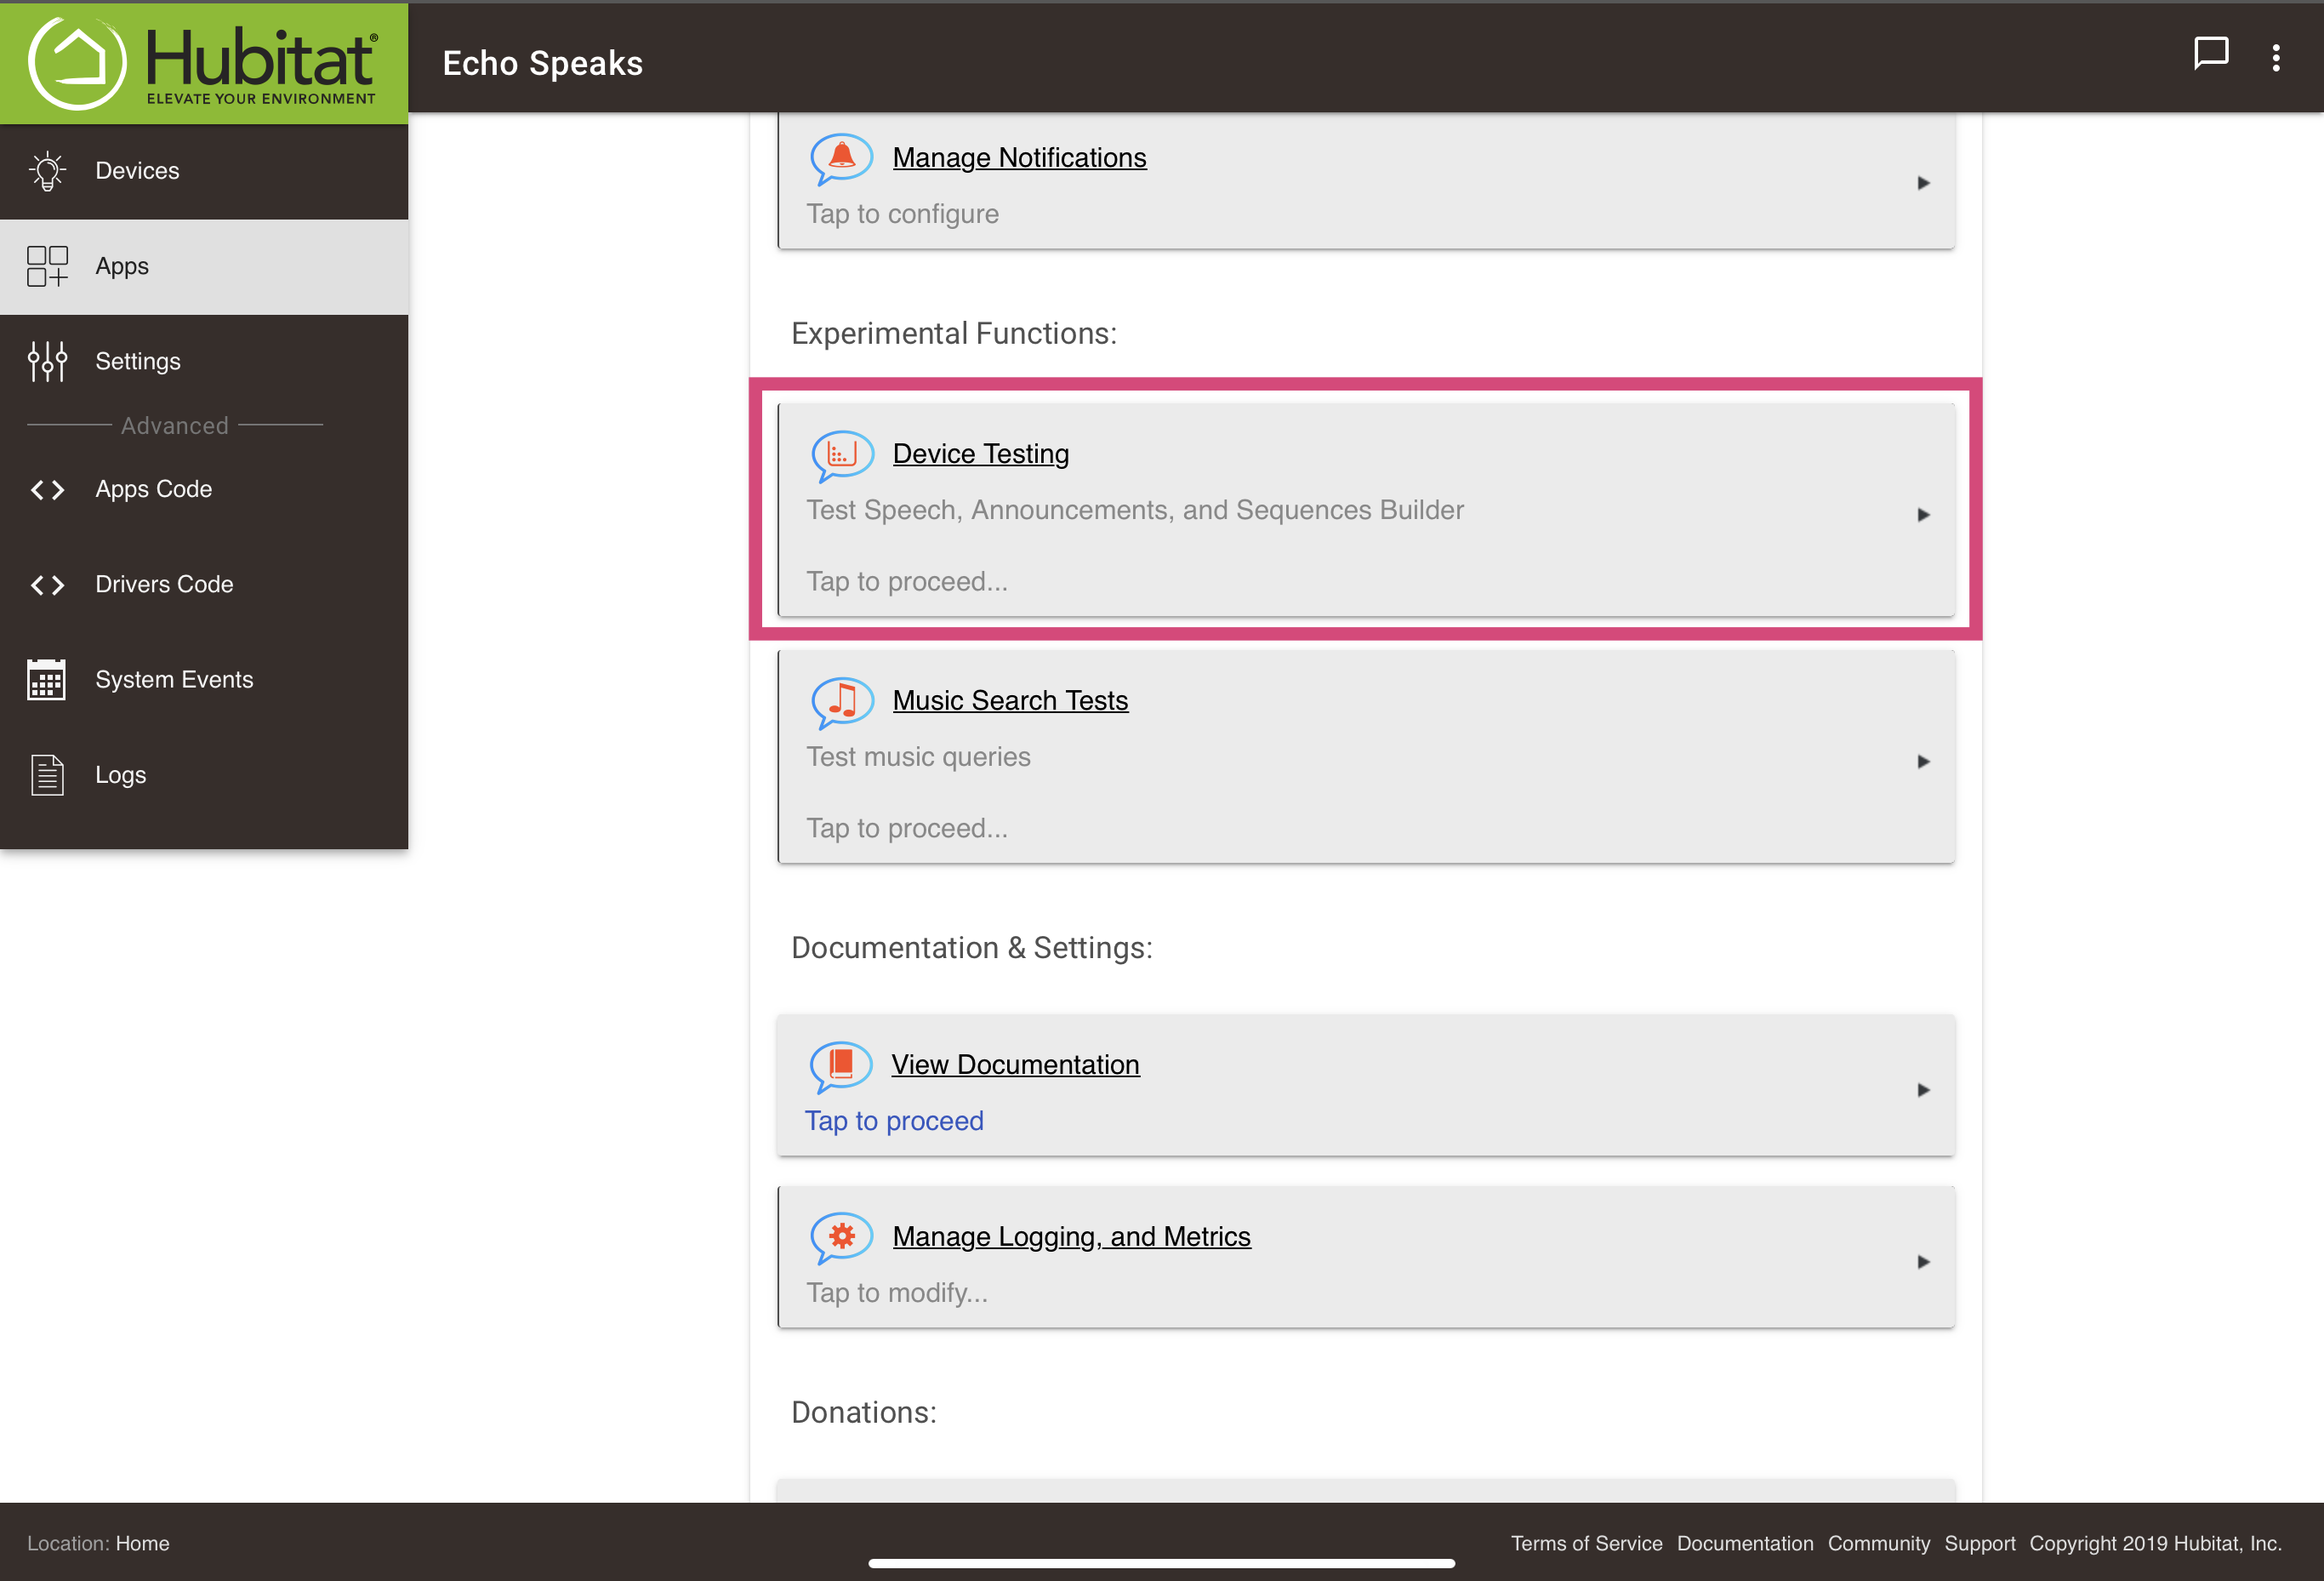 Hubitat®
ELEVATE YOUR ENVIRONMENT
Echo Speaks
Devices
Apps
Settings
Advanced
Apps Code
Drivers Code
System Events
Logs
Manage Notifications
Tap to configure
Experimental Functions:
Device Testing
Test Speech, Announcements, and Sequences Builder
Tap to proceed...
Music Search Tests
Test music queries
Tap to proceed...
Documentation & Settings:
View Documentation
Tap to proceed
Manage Logging, and Metrics
Tap to modify...
Donations:
Location: Home
Terms of Service Documentation Community Support Copyright 2019 Hubitat, Inc.